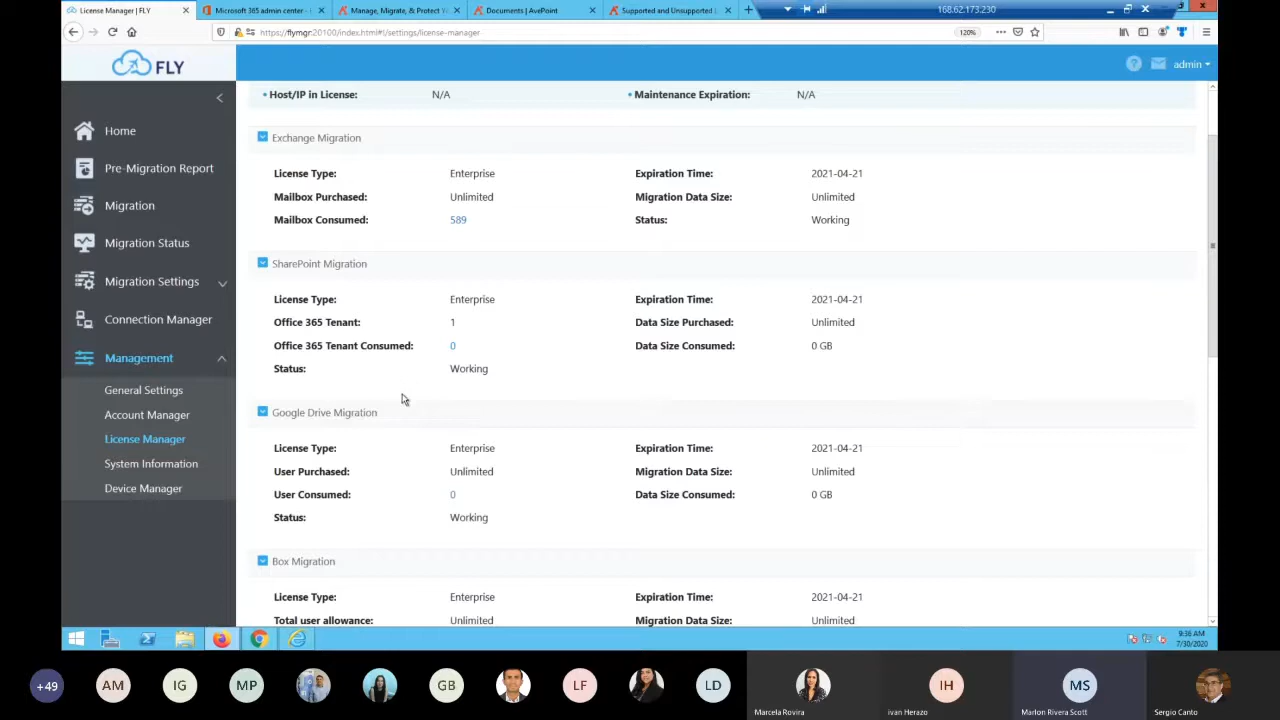 License Manager | FLY
Microsoft 365 admin center -
Manage, Migrate, & Protect
Documents | AvePoint
Supported and Unsupported
168.62.173.230
https://flymgr:20100/index.html#!/settings/license-manager
120%
FLY
admin
Home
Pre-Migration Report
Migration
Migration Status
Migration Settings
Connection Manager
Management
General Settings
Account Manager
License Manager
System Information
Device Manager
• Host/IP in License: N/A • Maintenance Expiration: N/A
Exchange Migration
License Type: Enterprise Expiration Time: 2021-04-21
Mailbox Purchased: Unlimited Migration Data Size: Unlimited
Mailbox Consumed: 589 Status: Working
SharePoint Migration
License Type: Enterprise Expiration Time: 2021-04-21
Office 365 Tenant: 1 Data Size Purchased: Unlimited
Office 365 Tenant Consumed: 0 Data Size Consumed: 0 GB
Status: Working
Google Drive Migration
License Type: Enterprise Expiration Time: 2021-04-21
User Purchased: Unlimited Migration Data Size: Unlimited
User Consumed: 0 Data Size Consumed: 0 GB
Status: Working
Box Migration
License Type: Enterprise Expiration Time: 2021-04-21
Total user allowance: Unlimited Migration Data Size: Unlimited
9:36 AM
7/30/2020
+49 AM IG MP GB LF LD IH MS
Marcela Rovira ivan Herazo Marlon Rivera Scott Sergio Canto